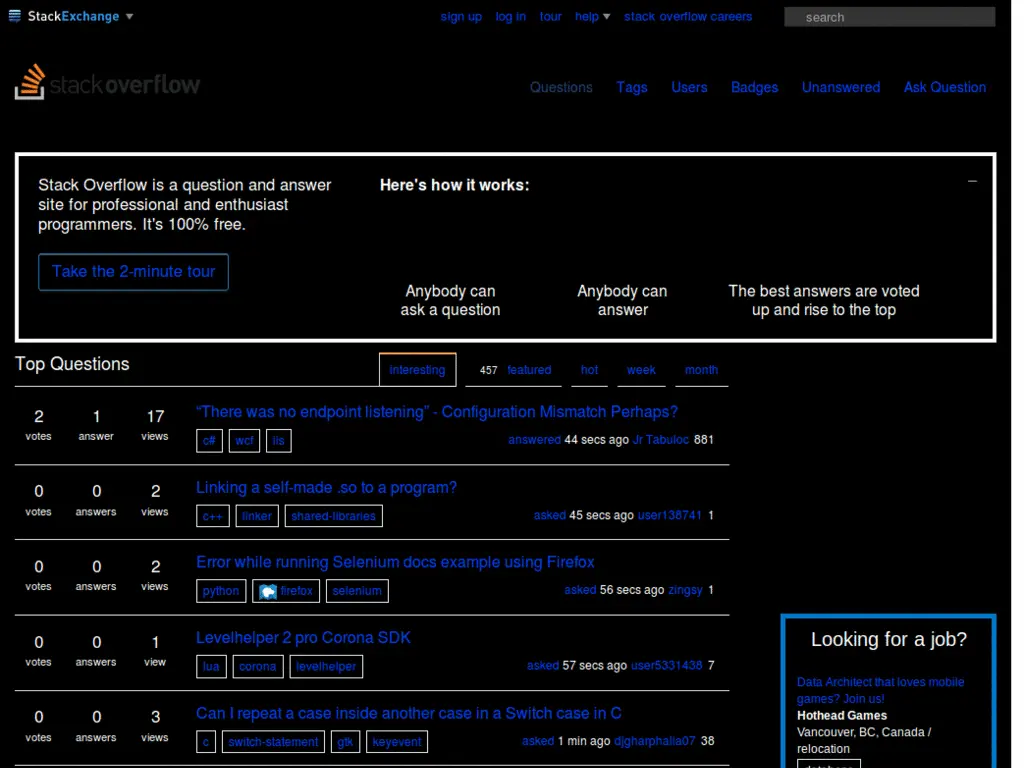 StackExchange
sign up log in tour help stack overflow careers
search
stackoverflow
Questions Tags Users Badges Unanswered Ask Question
Stack Overflow is a question and answer
site for professional and enthusiast
programmers. It's 100% free.
Take the 2-minute tour
Here's how it works:
Anybody can
ask a question
Anybody can
answer
The best answers are voted
up and rise to the top
Top Questions
interesting 457 featured hot week month
2 1 17
votes answer views
“There was no endpoint listening” - Configuration Mismatch Perhaps?
c# wcf iis
answered 44 secs ago Jr Tabuloc 881
0 0 2
votes answers views
Linking a self-made .so to a program?
c++ linker shared-libraries
asked 45 secs ago user138741 1
0 0 2
votes answers views
Error while running Selenium docs example using Firefox
python firefox selenium
asked 56 secs ago zingsy 1
0 0 1
votes answers view
Levelhelper 2 pro Corona SDK
lua corona levelhelper
asked 57 secs ago user5331438 7
0 0 3
votes answers views
Can I repeat a case inside another case in a Switch case in C
c switch-statement gtk keyevent
asked 1 min ago djgharphalia07 38
Looking for a job?
Data Architect that loves mobile
games? Join us!
Hothead Games
Vancouver, BC, Canada /
relocation
database